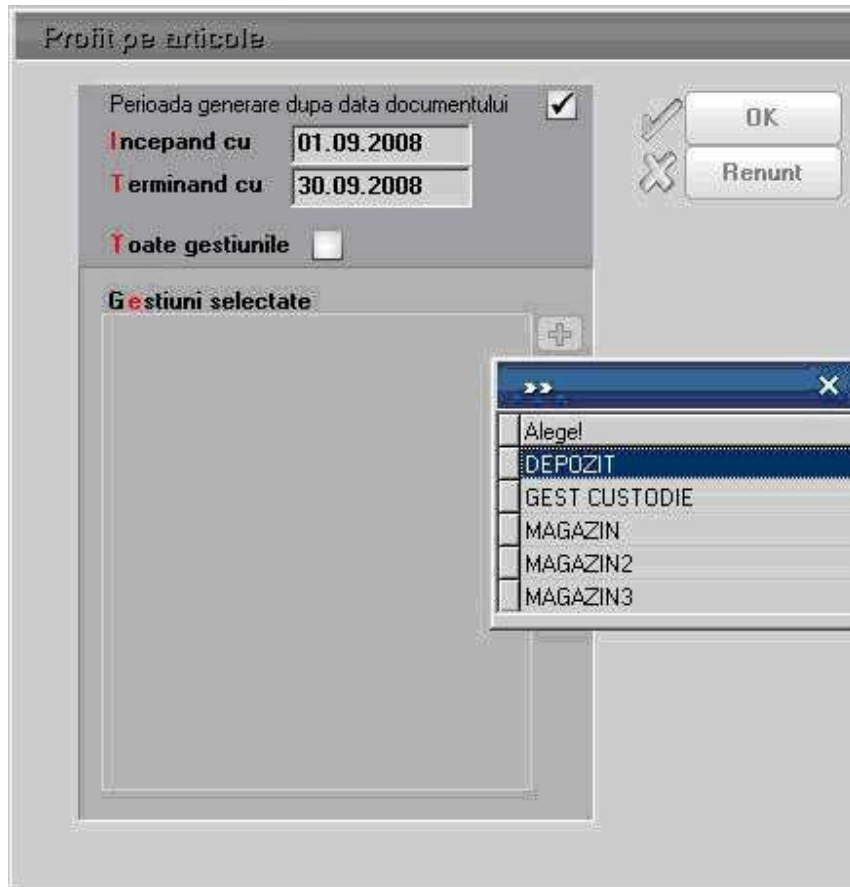 Profit pe articole
Perioada generare dupa data documentului
Incepand cu 01.09.2008
Terminand cu 30.09.2008
Toate gestiunile
OK
Renunt
Gestiuni selectate
Alege!
DEPOZIT
GEST CUSTODIE
MAGAZIN
MAGAZIN2
MAGAZIN3